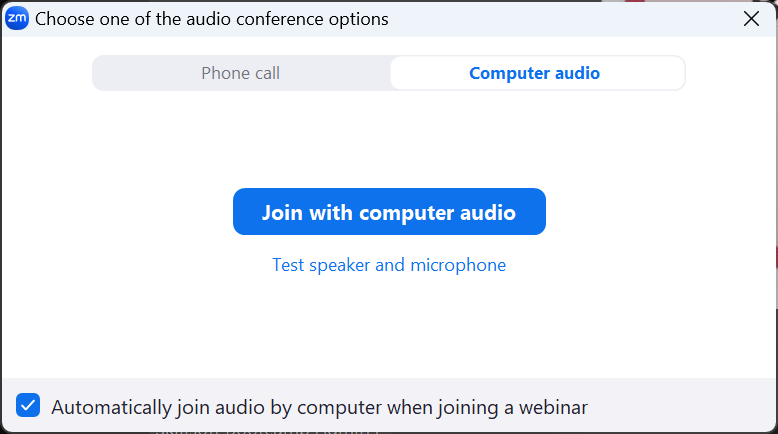 zm Choose one of the audio conference options
Phone call Computer audio
Join with computer audio
Test speaker and microphone
Automatically join audio by computer when joining a webinar